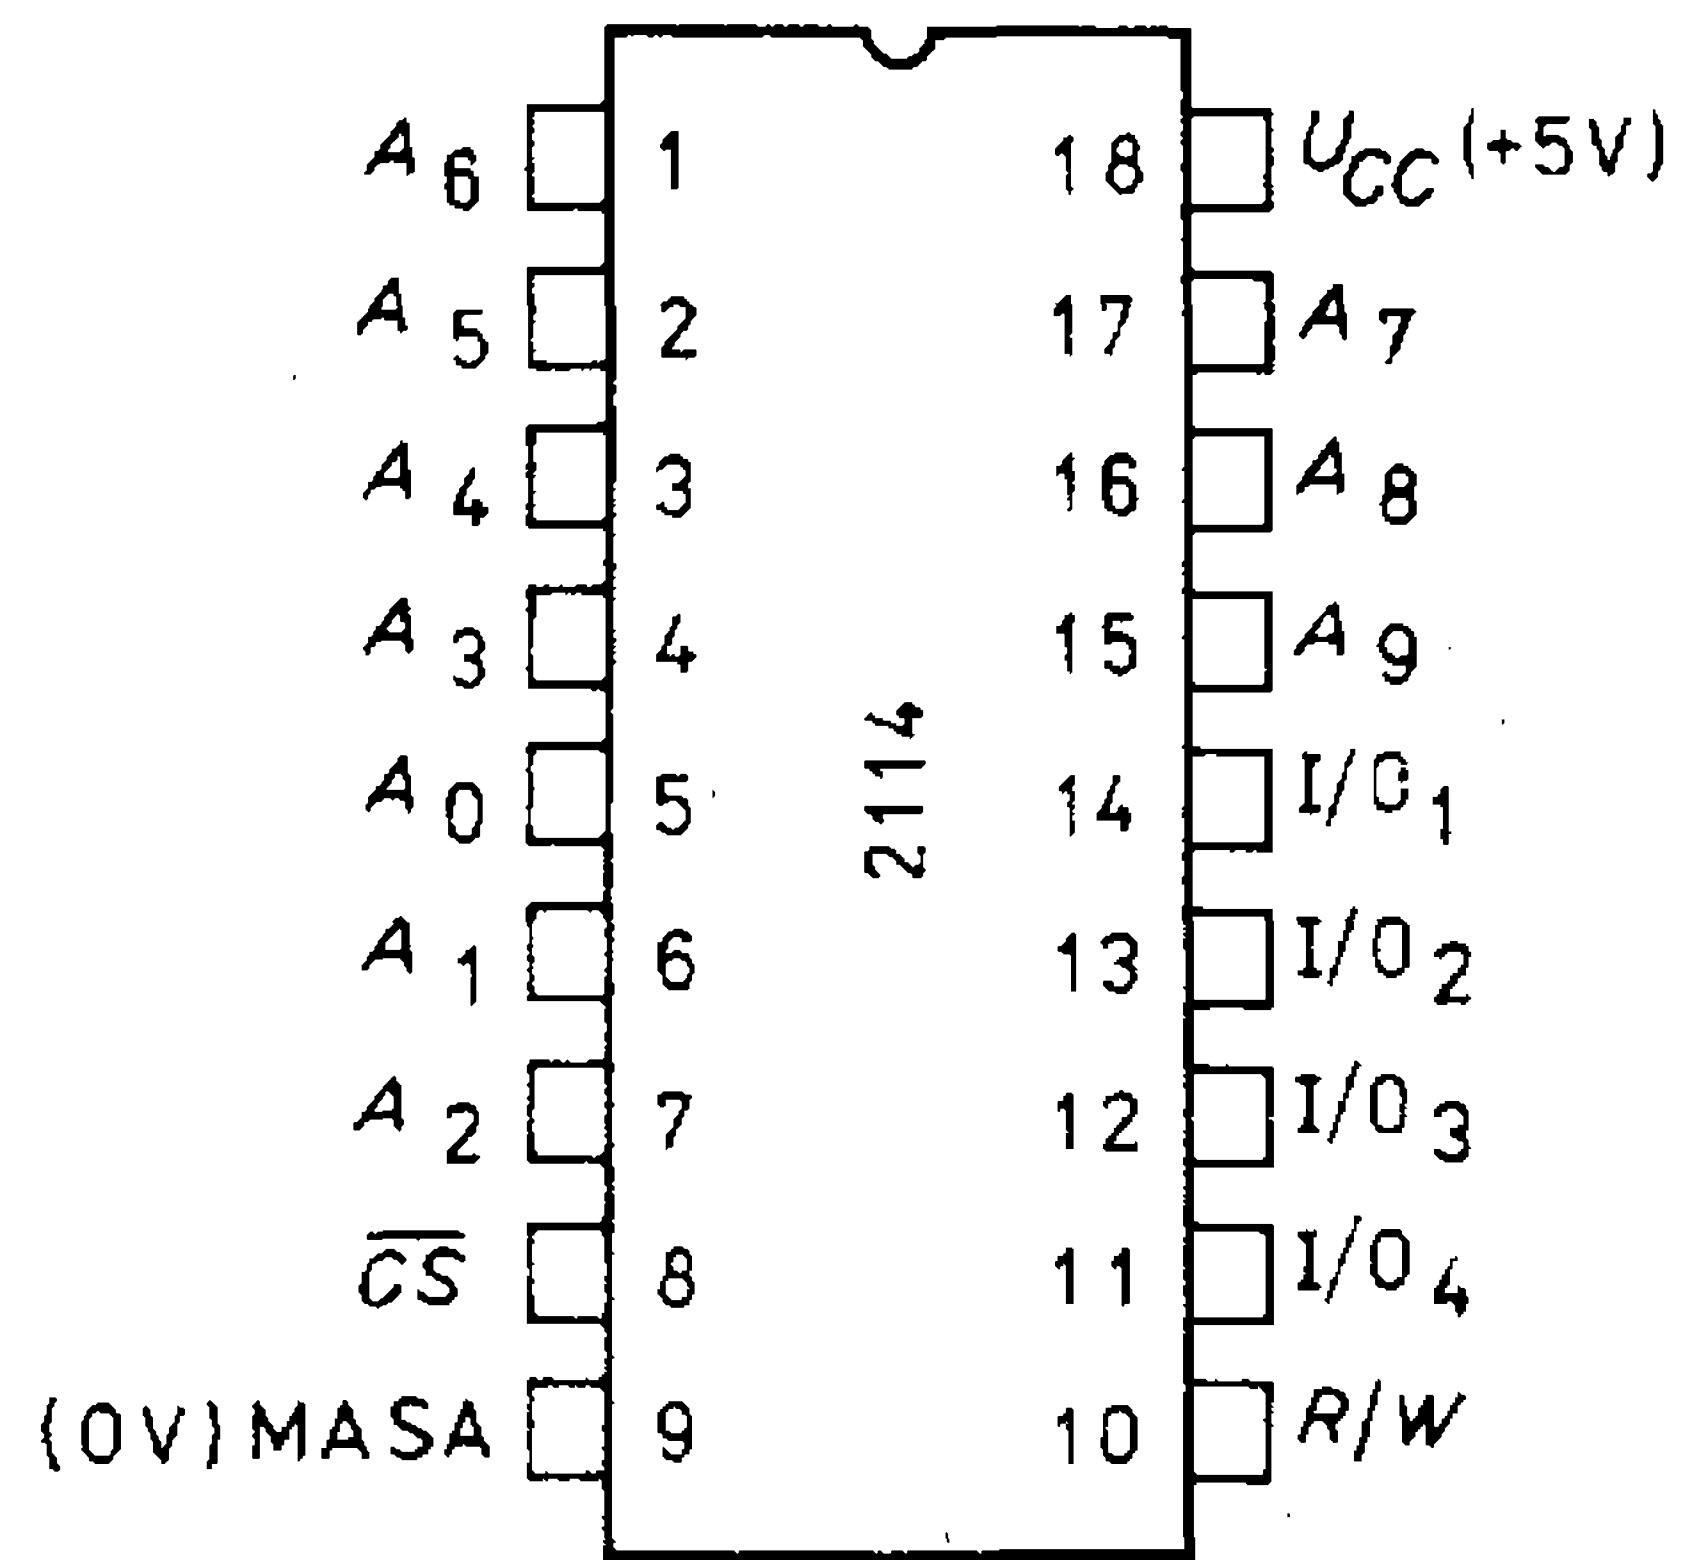 A6 1 18 UCC (+5V)
A5 2 17 A7
A4 3 16 A8
A3 4 15 A9
A0 5 14 I/O1
A1 6 13 I/O2
A2 7 12 I/O3
C̅S̅ 8 11 I/O4
(0V) MASA 9 10 R/W
2114